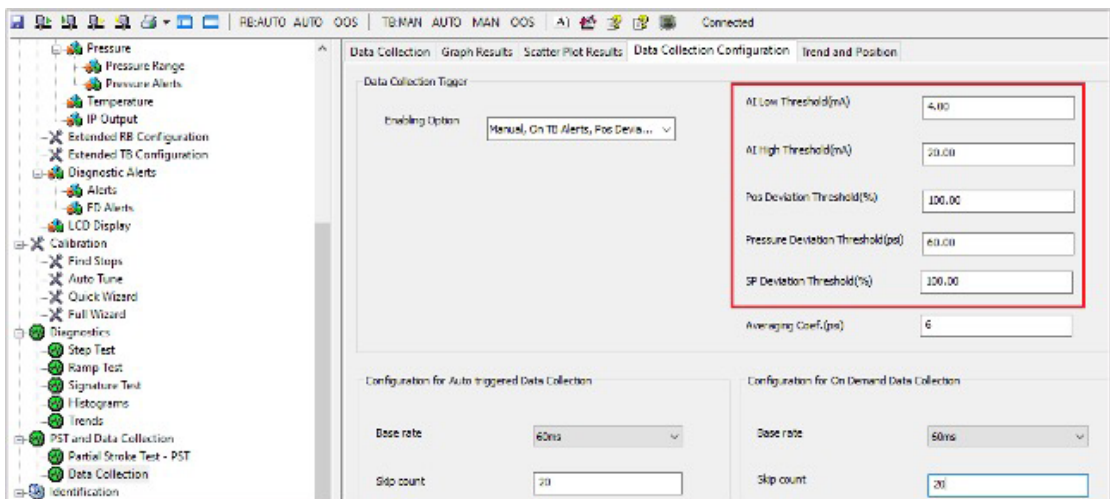 RB:AUTO AUTO OOS TB:MAN AUTO MAN OOS A) Connected
Pressure
Pressure Range
Pressure Alerts
Temperature
IP Output
Extended RB Configuration
Extended TB Configuration
Diagnostic Alerts
Alerts
FD Alerts
LCD Display
Calibration
Find Stops
Auto Tune
Quick Wizard
Full Wizard
Diagnostics
Step Test
Ramp Test
Signature Test
Histograms
Trends
PST and Data Collection
Partial Stroke Test - PST
Data Collection
Identification
Data Collection Graph Results Scatter Plot Results Data Collection Configuration Trend and Position
Data Collection Tigger
Enabling Option Manual, On TB Alerts, Pos Devia...
AI Low Threshold(mA) 4.00
AI High Threshold(mA) 20.00
Pos Deviation Threshold(%) 100.00
Pressure Deviation Threshold(psi) 60.00
SP Deviation Threshold(%) 100.00
Averaging Coef.(psi) 6
Configuration for Auto triggered Data Collection
Base rate 60ms
Skip count 20
Configuration for On Demand Data Collection
Base rate 60ms
Skip count 20